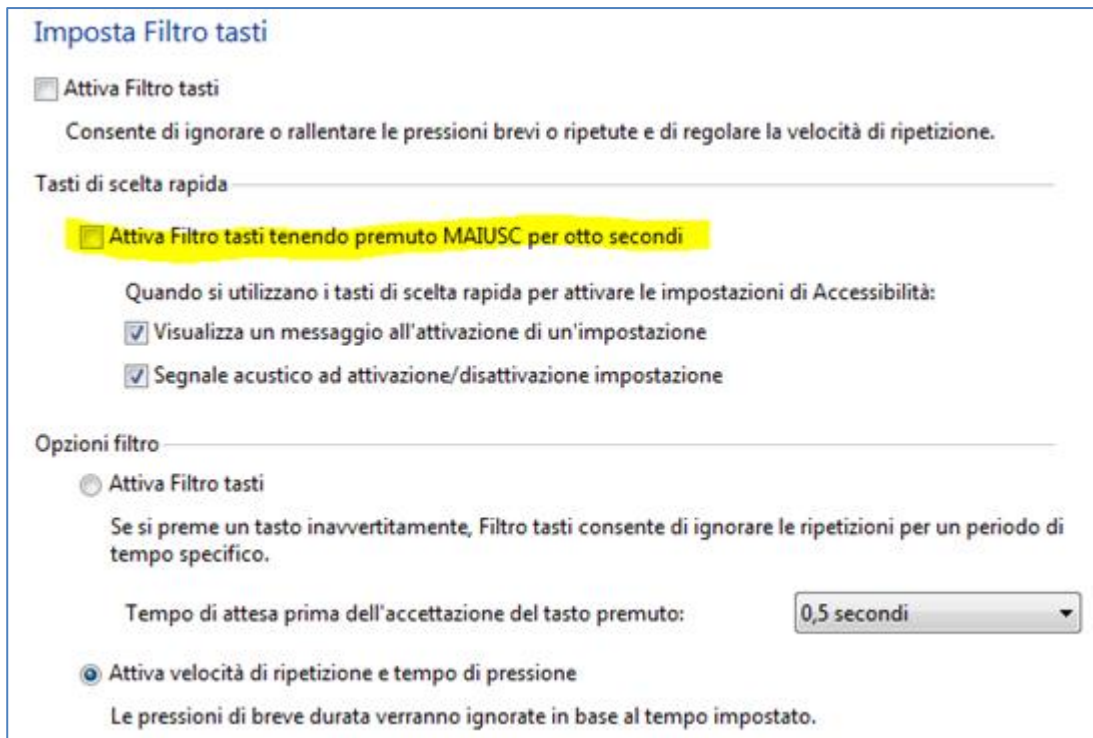 Imposta Filtro tasti
Attiva Filtro tasti
Consente di ignorare o rallentare le pressioni brevi o ripetute e di regolare la velocità di ripetizione.
Tasti di scelta rapida
Attiva Filtro tasti tenendo premuto MAIUSC per otto secondi
Quando si utilizzano i tasti di scelta rapida per attivare le impostazioni di Accessibilità:
Visualizza un messaggio all'attivazione di un'impostazione
Segnale acustico ad attivazione/disattivazione impostazione
Opzioni filtro
Attiva Filtro tasti
Se si preme un tasto inavvertitamente, Filtro tasti consente di ignorare le ripetizioni per un periodo di
tempo specifico.
Tempo di attesa prima dell'accettazione del tasto premuto: 0,5 secondi
Attiva velocità di ripetizione e tempo di pressione
Le pressioni di breve durata verranno ignorate in base al tempo impostato.